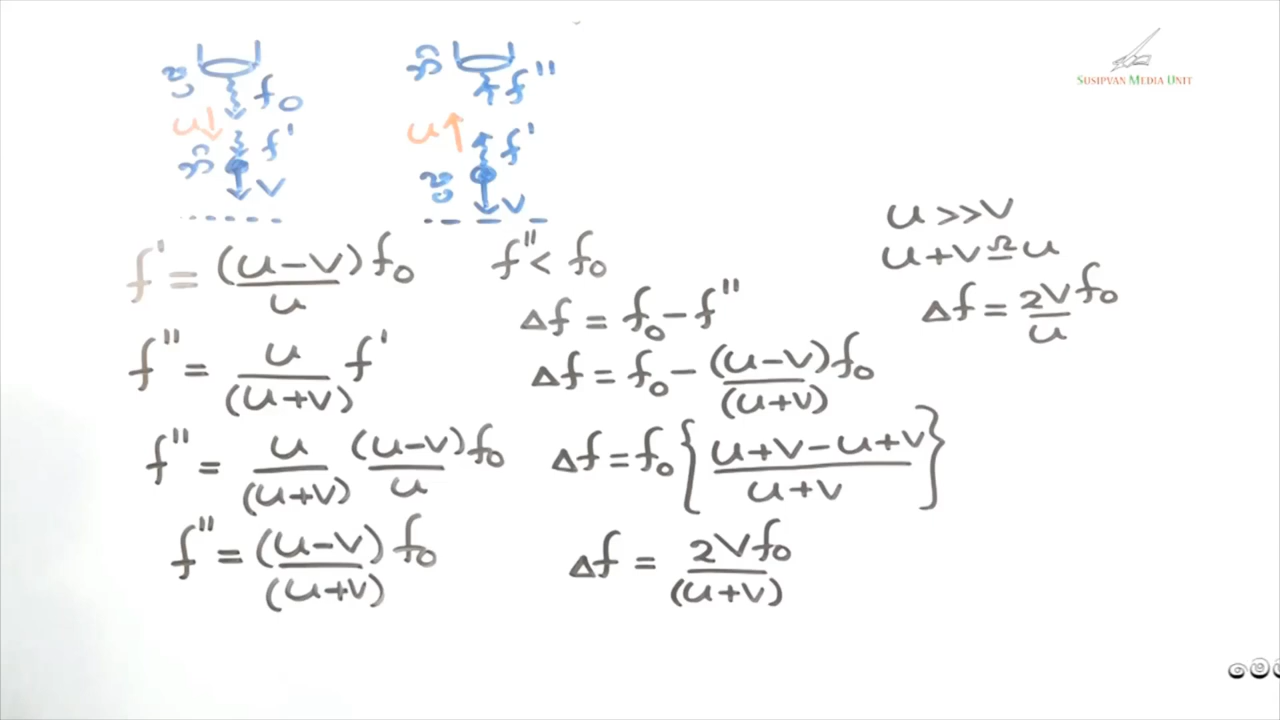 SUSIPVAN MEDIA UNIT
f₀
f''
u
f'
v
u
f'
v
f' = (u-v)f₀/u
f'' = u/(u+v) f'
f'' = u/(u+v) (u-v)f₀/u
f'' = (u-v)f₀/(u+v)
f'' < f₀
Δf = f₀ - f''
Δf = f₀ - (u-v)f₀/(u+v)
Δf = f₀ { u+v-u+v / u+v }
Δf = 2vf₀/(u+v)
u >> v
u+v ≏ u
Δf = 2vf₀/u